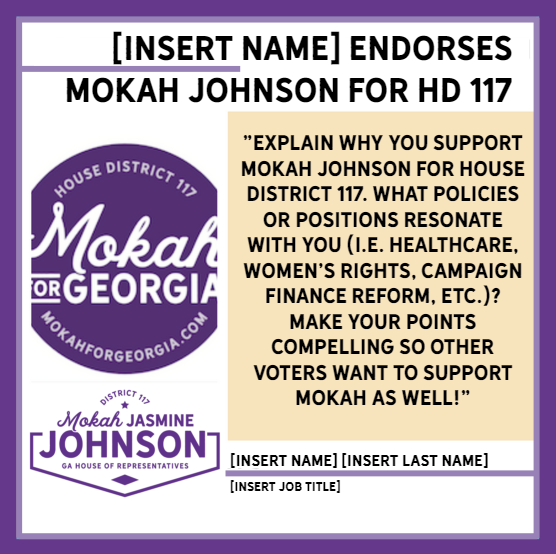 [INSERT NAME] ENDORSES
MOKAH JOHNSON FOR HD 117
HOUSE DISTRICT 117
Mokah
FOR GEORGIA
MOKAHFORGEORGIA.COM
DISTRICT 117
Mokah JASMINE
JOHNSON
GA HOUSE OF REPRESENTATIVES
"EXPLAIN WHY YOU SUPPORT
MOKAH JOHNSON FOR HOUSE
DISTRICT 117. WHAT POLICIES
OR POSITIONS RESONATE
WITH YOU (I.E. HEALTHCARE,
WOMEN'S RIGHTS, CAMPAIGN
FINANCE REFORM, ETC.)?
MAKE YOUR POINTS
COMPELLING SO OTHER
VOTERS WANT TO SUPPORT
MOKAH AS WELL!"
[INSERT NAME] [INSERT LAST NAME]
[INSERT JOB TITLE]